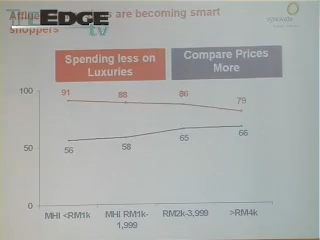 THE EDGE
TV
are becoming smart
shoppers
Spending less on
Luxuries
Compare Prices
More
100
91
88
86
79
50
56
58
65
66
0
MHI <RM1k
MHI RM1k-
1,999
RM2k-3,999
>RM4k